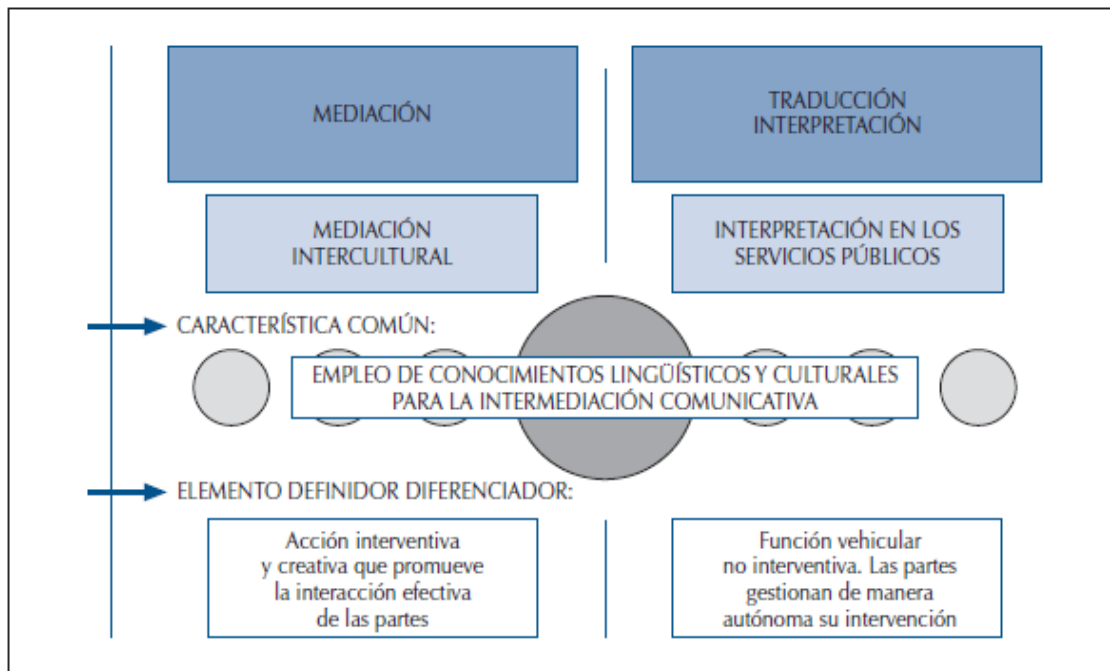 MEDIACIÓN
TRADUCCIÓN
INTERPRETACIÓN
MEDIACIÓN
INTERCULTURAL
INTERPRETACIÓN EN LOS
SERVICIOS PÚBLICOS
CARACTERÍSTICA COMÚN:
EMPLEO DE CONOCIMIENTOS LINGÜÍSTICOS Y CULTURALES
PARA LA INTERMEDIACIÓN COMUNICATIVA
ELEMENTO DEFINIDOR DIFERENCIADOR:
Acción interventiva
y creativa que promueve
la interacción efectiva
de las partes
Función vehicular
no interventiva. Las partes
gestionan de manera
autónoma su intervención